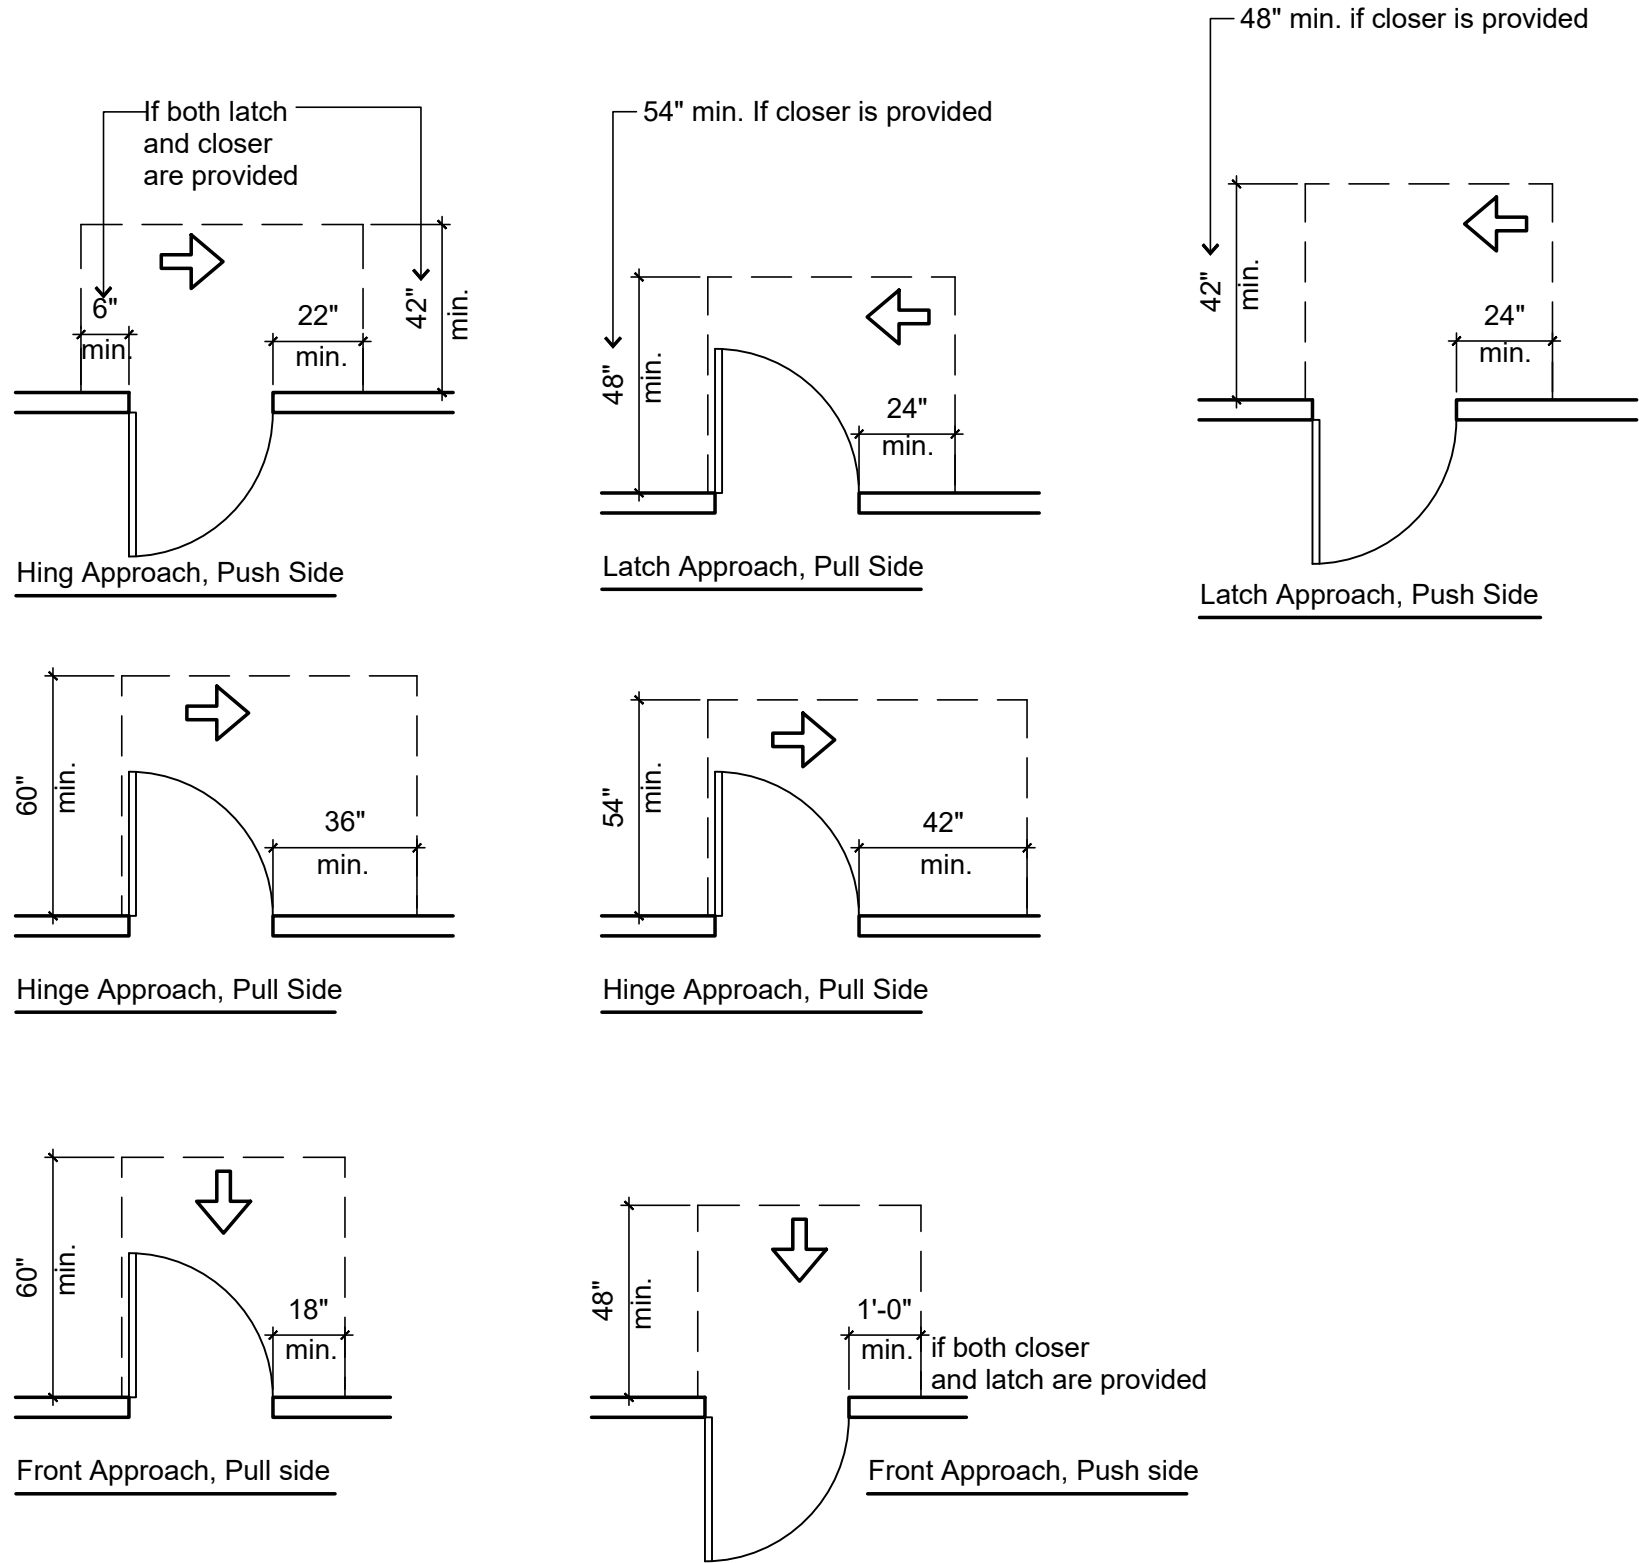 48" min. if closer is provided
If both latch
and closer
are provided
54" min. If closer is provided
6"
min.
22"
min.
42"
min.
Hing Approach, Push Side
48"
min.
24"
min.
Latch Approach, Pull Side
42"
min.
24"
min.
Latch Approach, Push Side
60"
min.
36"
min.
Hinge Approach, Pull Side
54"
min.
42"
min.
Hinge Approach, Pull Side
60"
min.
18"
min.
Front Approach, Pull side
48"
min.
1'-0"
min.
if both closer
and latch are provided
Front Approach, Push side